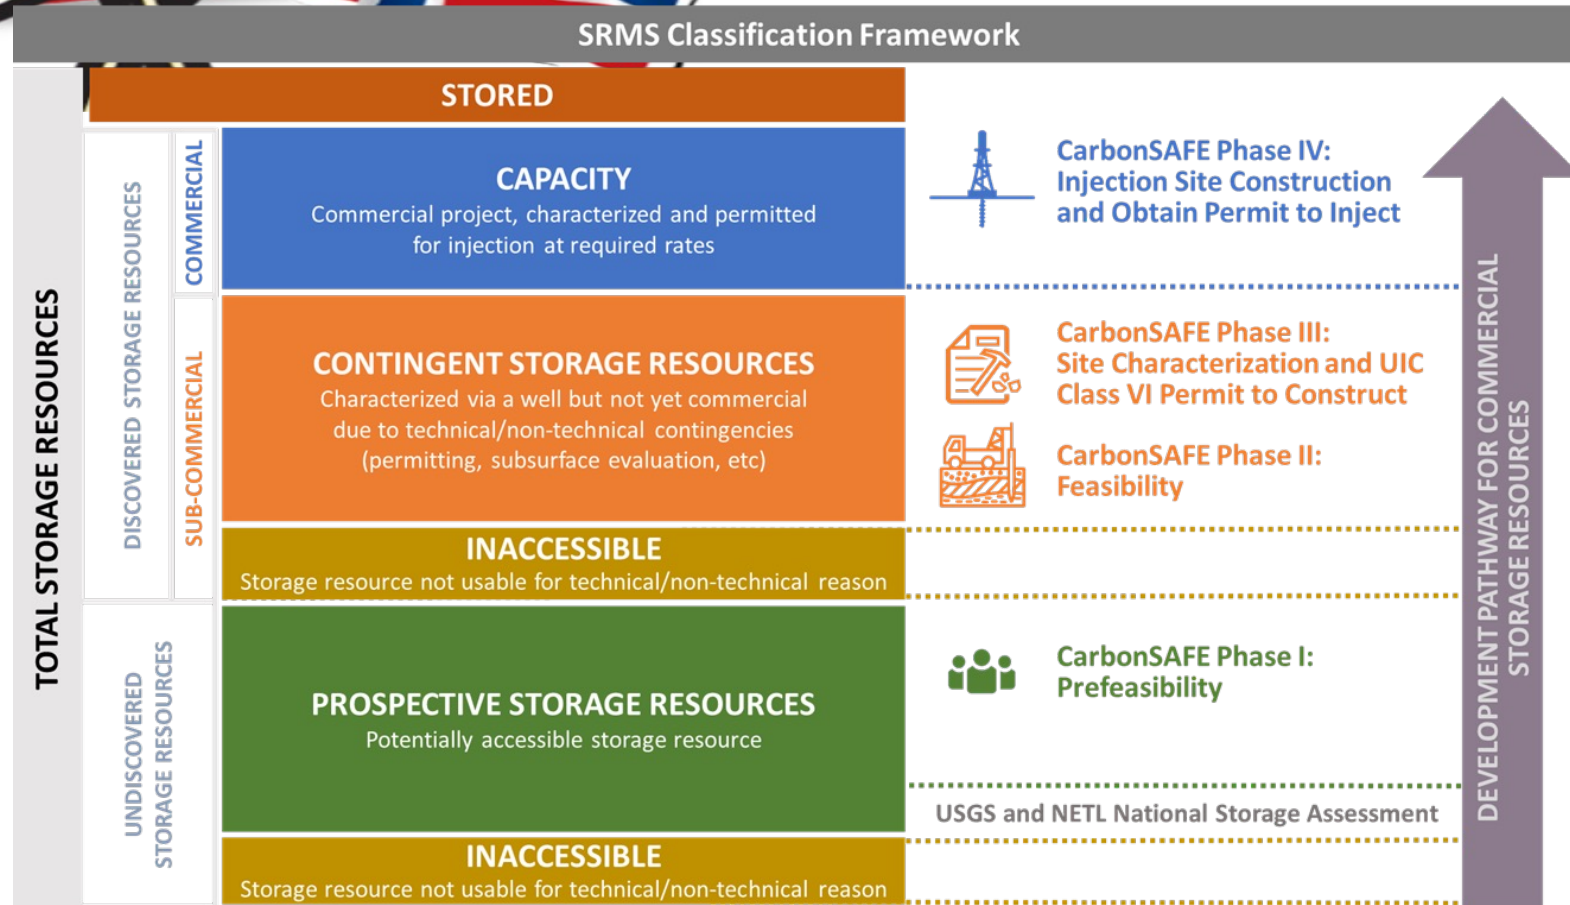 SRMS Classification Framework
TOTAL STORAGE RESOURCES
DISCOVERED STORAGE RESOURCES
COMMERCIAL
SUB-COMMERCIAL
UNDISCOVERED
STORAGE RESOURCES
STORED
CAPACITY
Commercial project, characterized and permitted
for injection at required rates
CarbonSAFE Phase IV:
Injection Site Construction
and Obtain Permit to Inject
CONTINGENT STORAGE RESOURCES
Characterized via a well but not yet commercial
due to technical/non-technical contingencies
(permitting, subsurface evaluation, etc)
CarbonSAFE Phase III:
Site Characterization and UIC
Class VI Permit to Construct
CarbonSAFE Phase II:
Feasibility
INACCESSIBLE
Storage resource not usable for technical/non-technical reason
PROSPECTIVE STORAGE RESOURCES
Potentially accessible storage resource
CarbonSAFE Phase I:
Prefeasibility
USGS and NETL National Storage Assessment
INACCESSIBLE
Storage resource not usable for technical/non-technical reason
DEVELOPMENT PATHWAY FOR COMMERCIAL
STORAGE RESOURCES